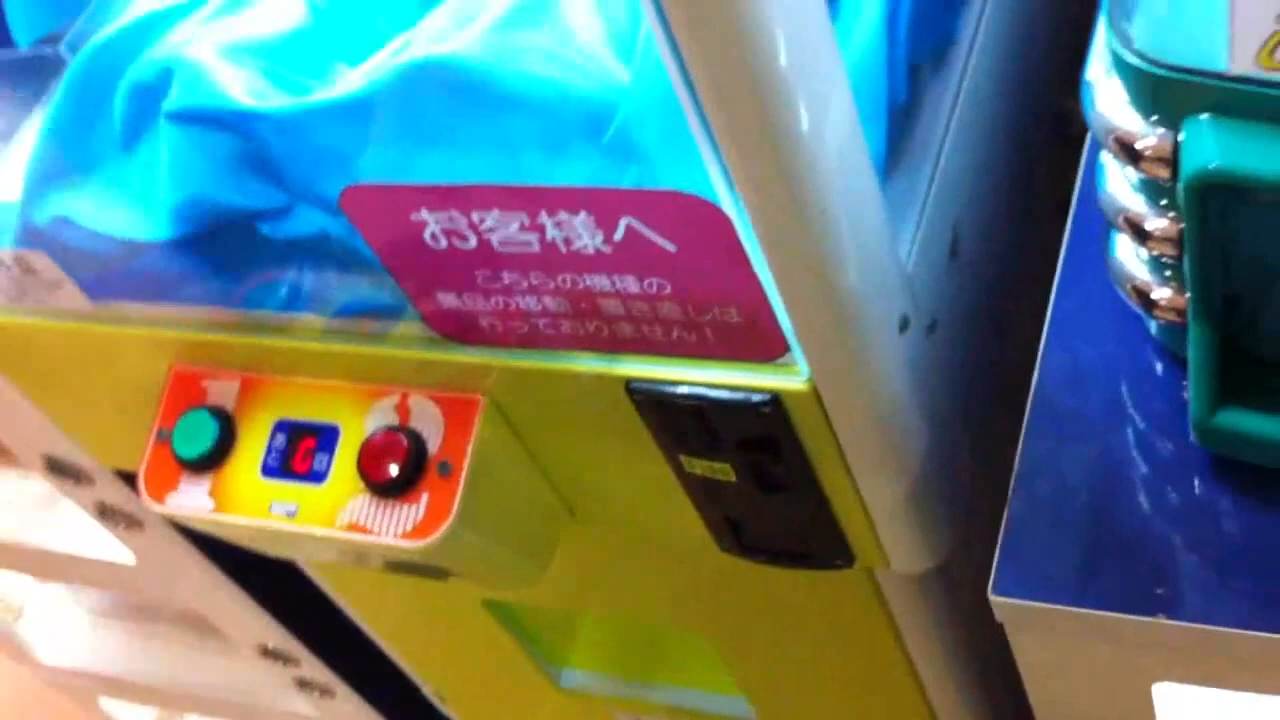 お客様へ
こちらの機種の
景品の移動・置き直しは
行っておりません！